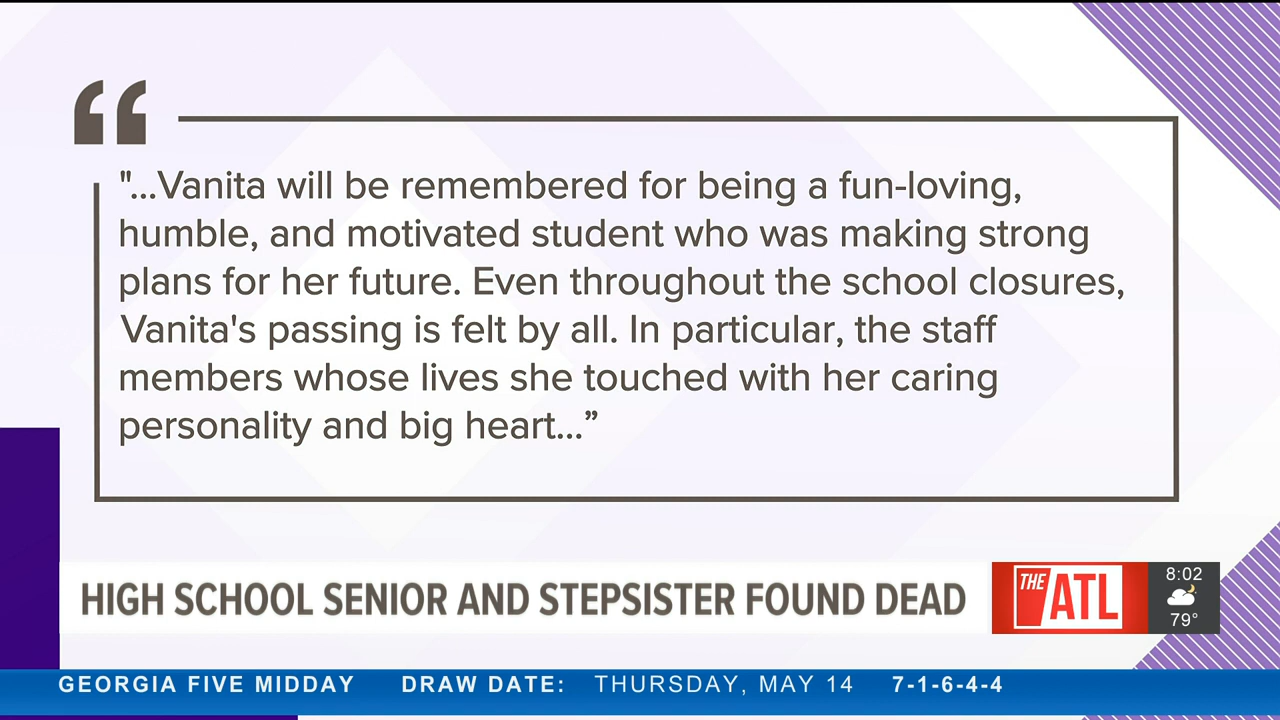 “
"...Vanita will be remembered for being a fun-loving,
humble, and motivated student who was making strong
plans for her future. Even throughout the school closures,
Vanita's passing is felt by all. In particular, the staff
members whose lives she touched with her caring
personality and big heart...”
HIGH SCHOOL SENIOR AND STEPSISTER FOUND DEAD
THE ATL
8:02
79°
GEORGIA FIVE MIDDAY DRAW DATE: THURSDAY, MAY 14 7-1-6-4-4